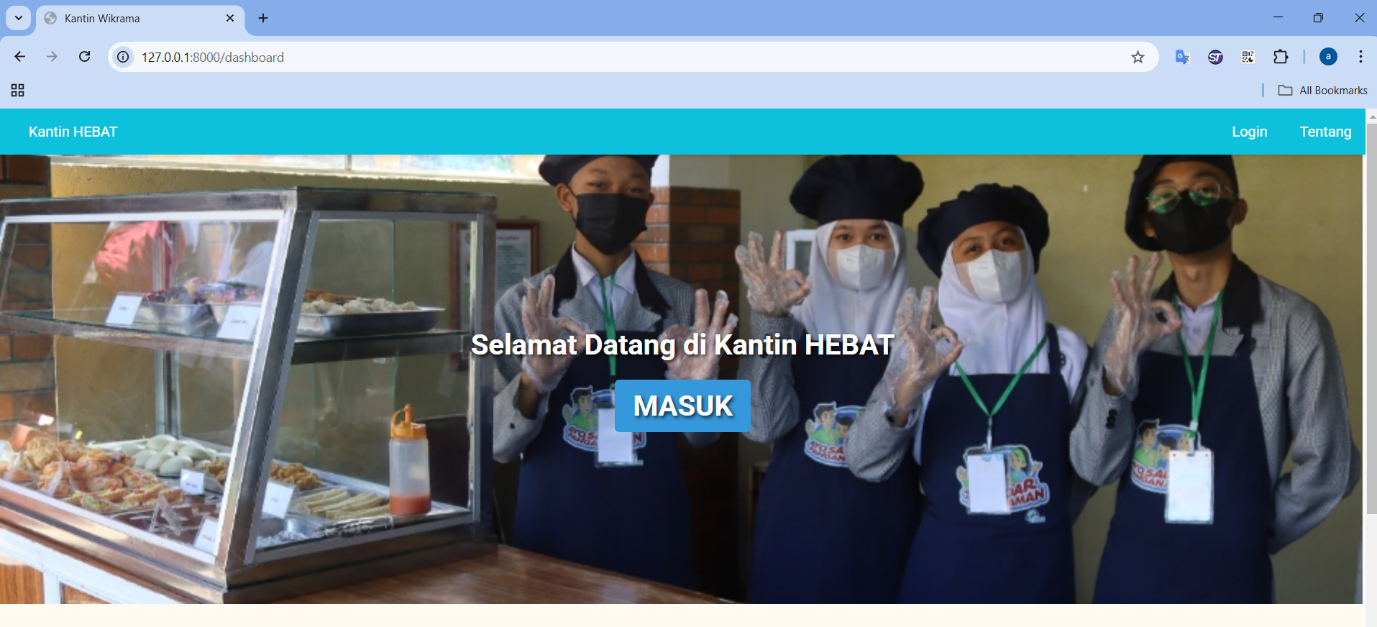 Kantin Wikrama
127.0.0.1:8000/dashboard
a
All Bookmarks
Kantin HEBAT
Login
Tentang
Selamat Datang di Kantin HEBAT
MASUK